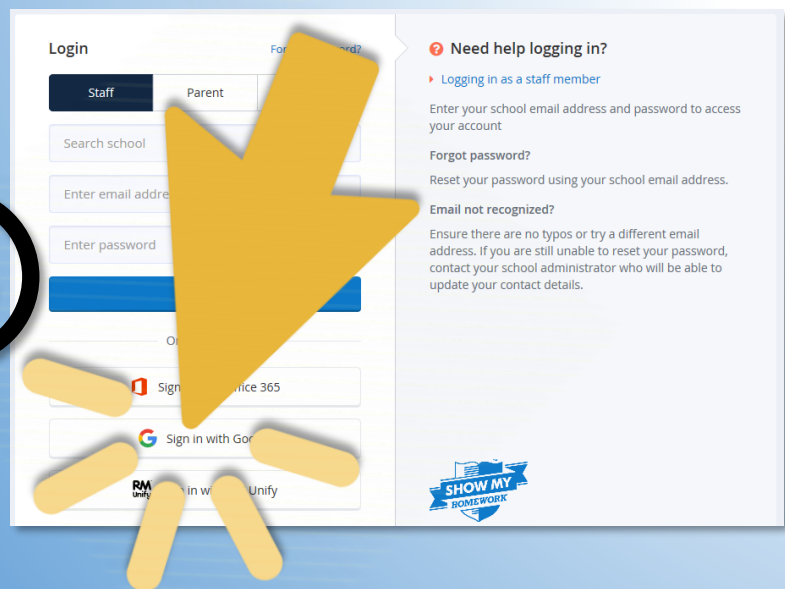 Login
Staff
Parent
Search school
Enter email addre
Enter password
Sign in with
RM
Unify
Unify
Need help logging in?
Logging in as a staff member
Enter your school email address and password to access
your account
Forgot password?
Reset your password using your school email address.
Email not recognized?
Ensure there are no typos or try a different email
address. If you are still unable to reset your password,
contact your school administrator who will be able to
update your contact details.
SHOW MY
HOMEWORK